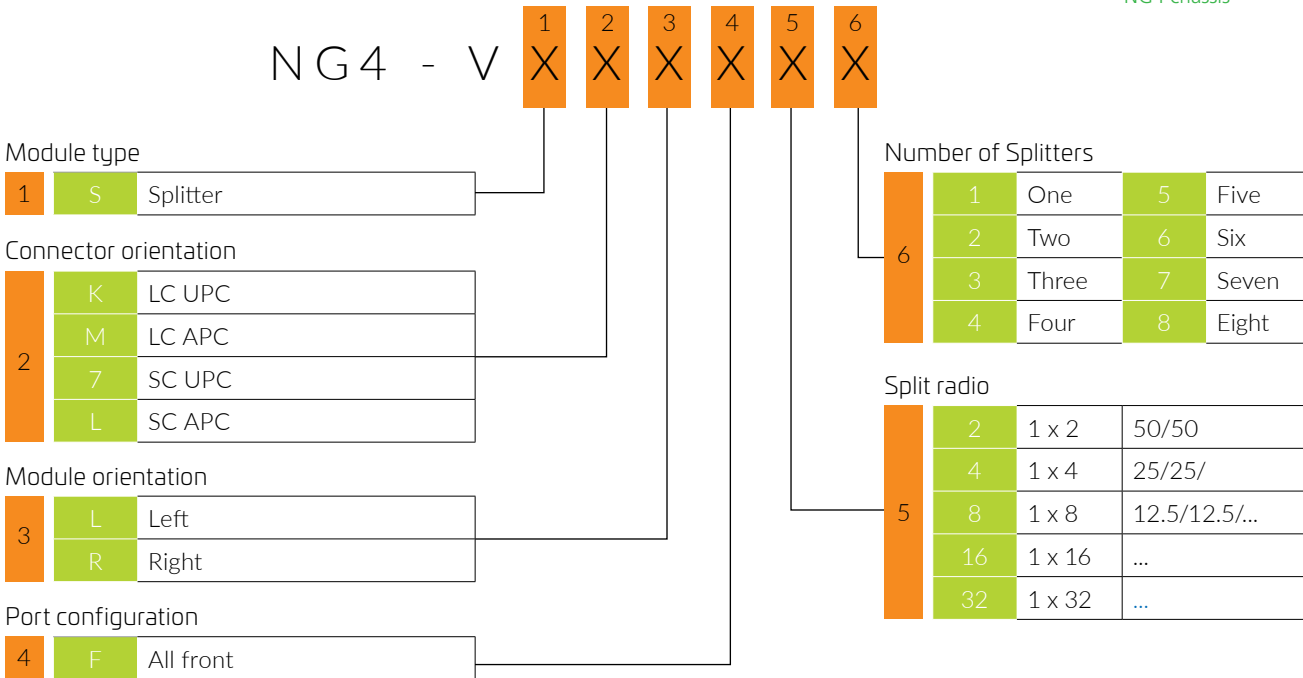 NG4 chassis
1 2 3 4 5 6
NG4 - V X X X X X X
Module type
1 S Splitter
Connector orientation
2
K LC UPC
M LC APC
7 SC UPC
L SC APC
Module orientation
3
L Left
R Right
Port configuration
4 F All front
Number of Splitters
6
1 One 5 Five
2 Two 6 Six
3 Three 7 Seven
4 Four 8 Eight
Split radio
5
2 1 x 2 50/50
4 1 x 4 25/25/
8 1 x 8 12.5/12.5/...
16 1 x 16 ...
32 1 x 32 ...